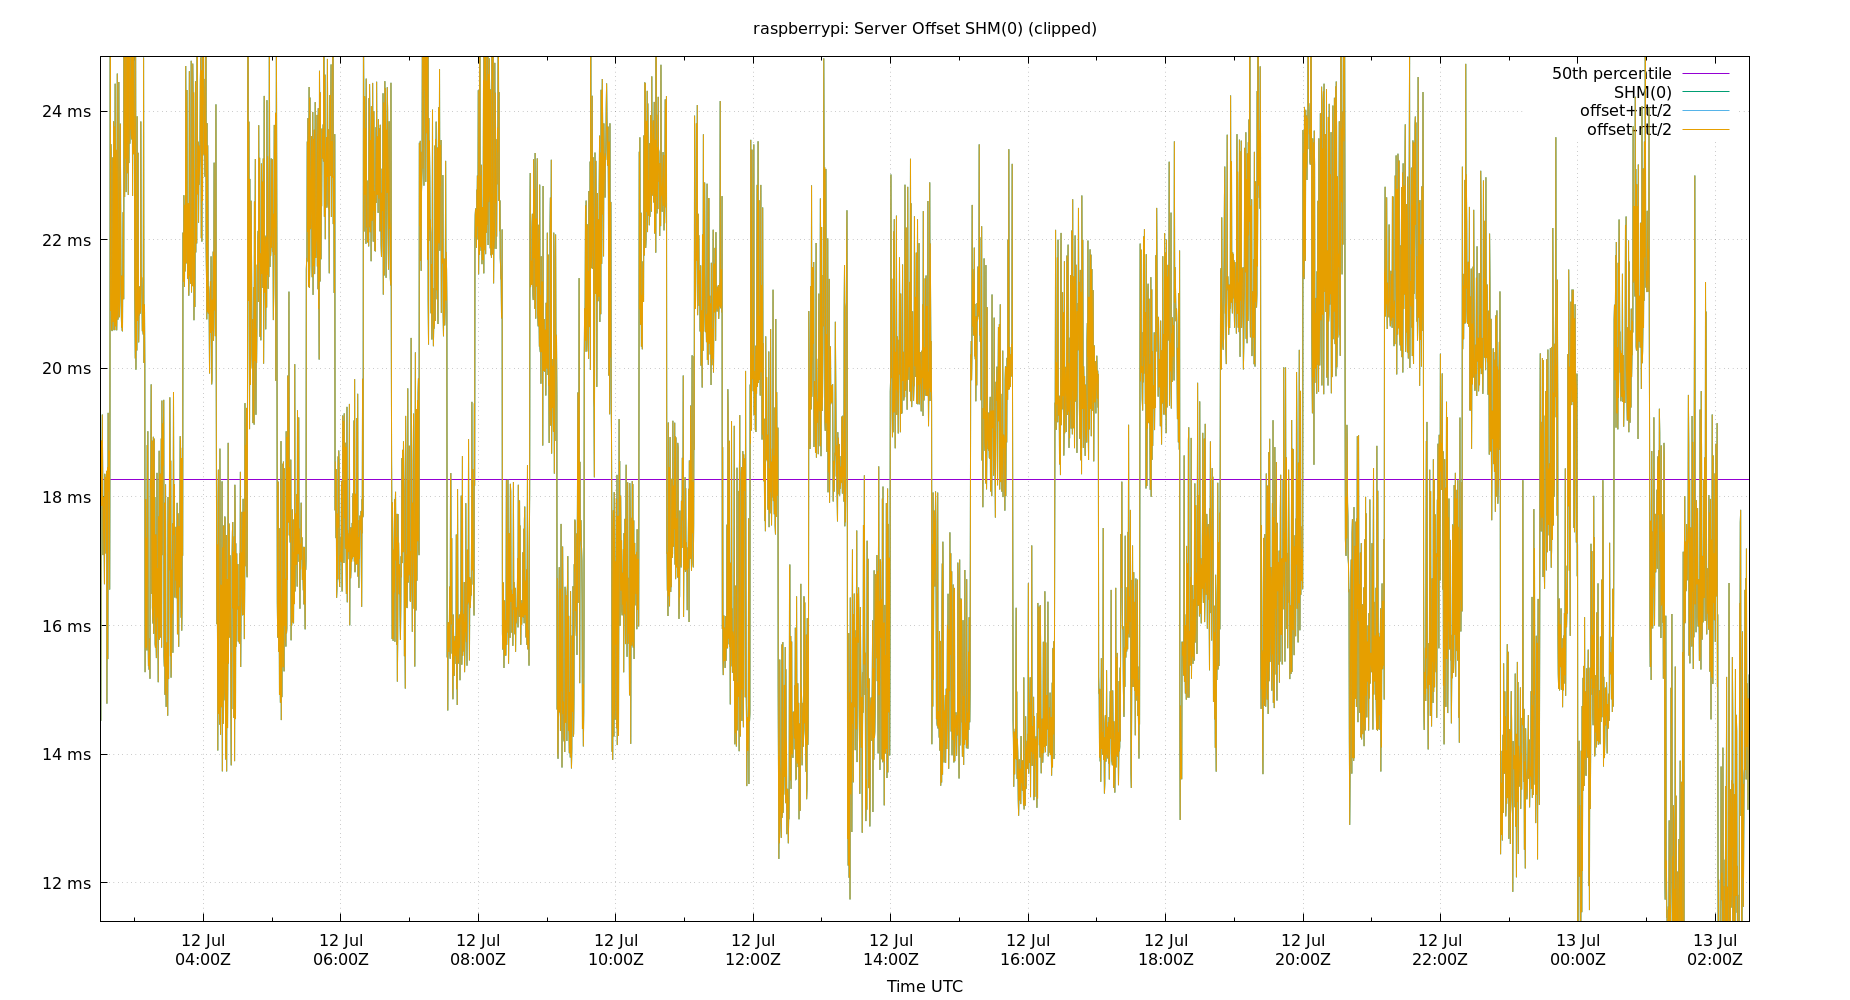 raspberrypi: Server Offset SHM(0) (clipped)
50th percentile
SHM(0)
offset+rtt/2
offset-rtt/2
24 ms
22 ms
20 ms
18 ms
16 ms
14 ms
12 ms
12 Jul 12 Jul 12 Jul 12 Jul 12 Jul 12 Jul 12 Jul 12 Jul 12 Jul 12 Jul 13 Jul 13 Jul
04:00Z 06:00Z 08:00Z 10:00Z 12:00Z 14:00Z 16:00Z 18:00Z 20:00Z 22:00Z 00:00Z 02:00Z
Time UTC